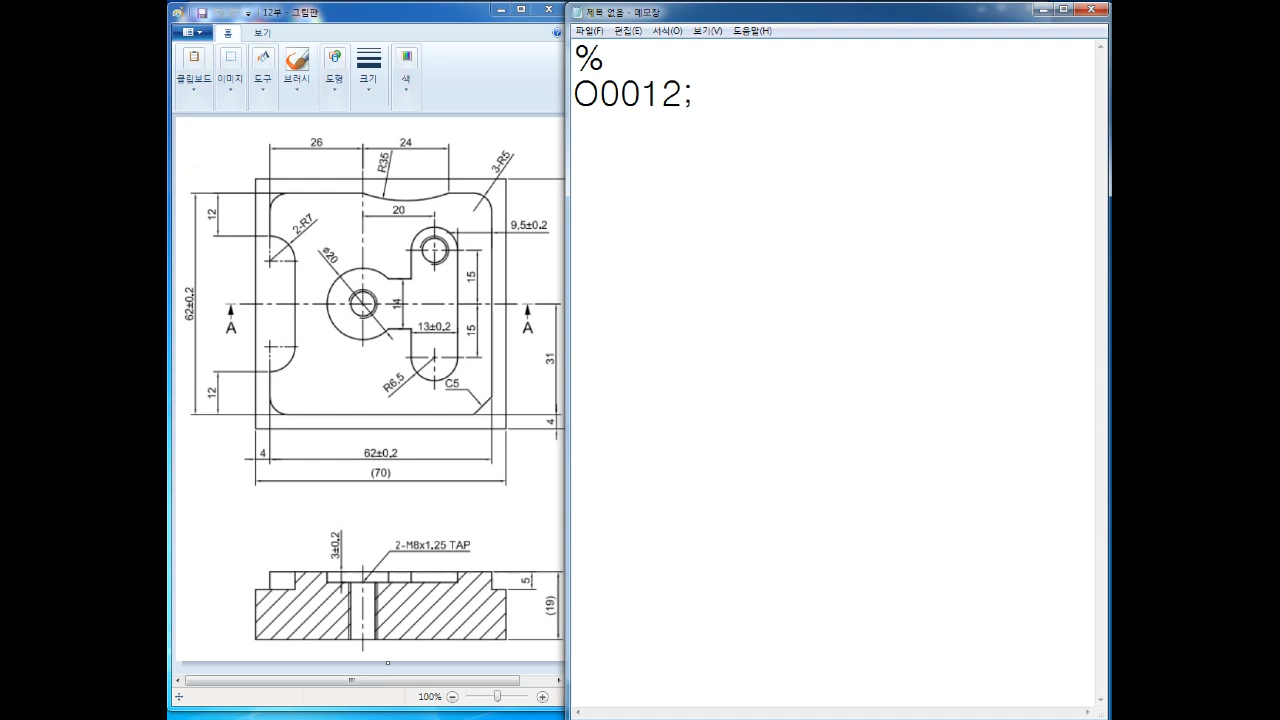 12부 - 그림판
홈
보기
클립보드
이미지
도구
브러시
도형
크기
색
26
24
R35
3-R5
12
20
9,5±0.2
2-R7
ø20
15
62±0.2
14
A
A
13±0.2
15
31
R6,5
C5
12
4
4
62±0.2
(70)
3±0.2
2-M8x1.25 TAP
5
(19)
100%
제목 없음 - 메모장
파일(F)
편집(E)
서식(O)
보기(V)
도움말(H)
%
O0012;